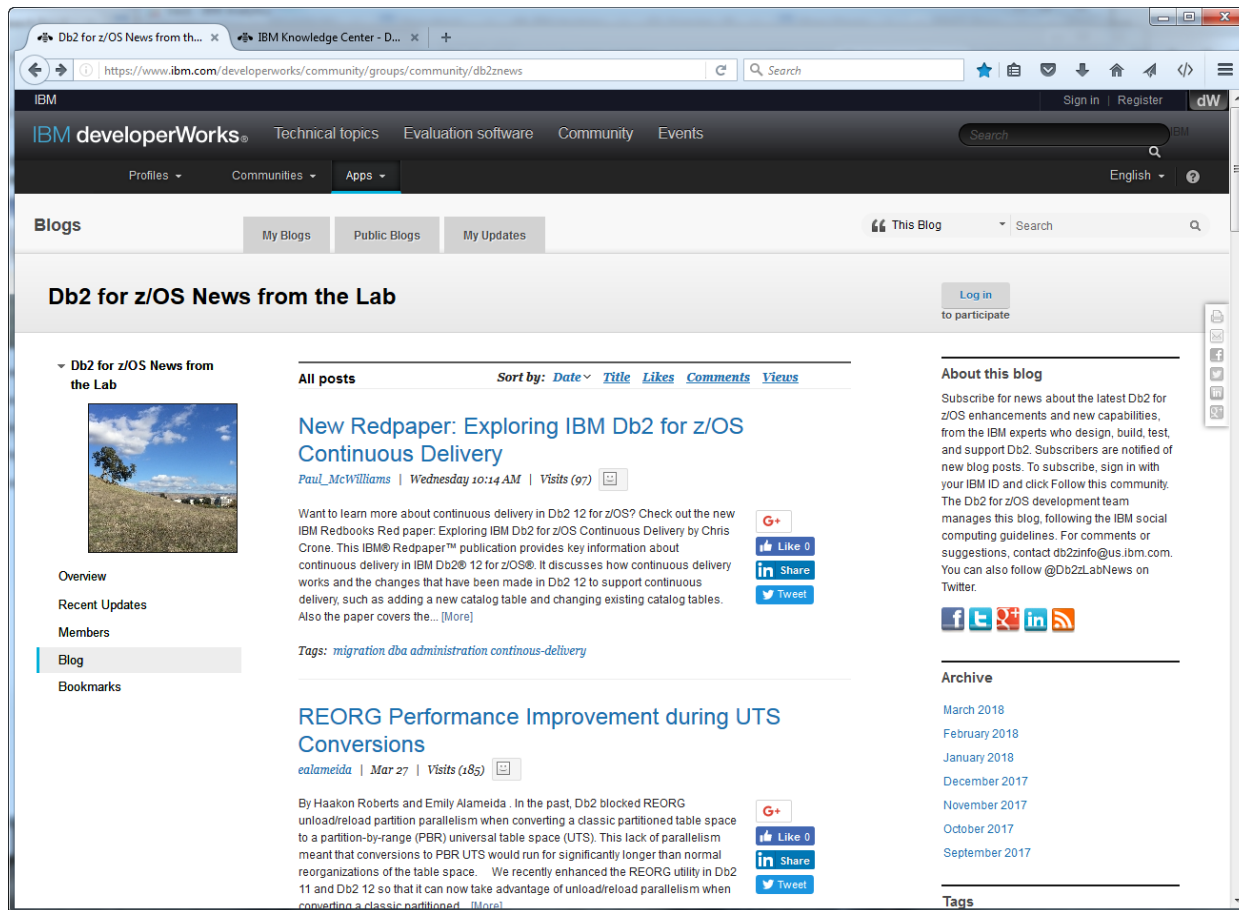 Db2 for z/OS News from th... ×
IBM Knowledge Center - D... ×
+
https://www.ibm.com/developerworks/community/groups/community/db2znews
Search
IBM
Sign in | Register
dW
IBM developerWorks®
Technical topics
Evaluation software
Community
Events
Search
IBM
Profiles
Communities
Apps
English
?
Blogs
My Blogs
Public Blogs
My Updates
This Blog
Search
Db2 for z/OS News from the Lab
Log in
to participate
Db2 for z/OS News from
the Lab
Overview
Recent Updates
Members
Blog
Bookmarks
All posts
Sort by: Date Title Likes Comments Views
New Redpaper: Exploring IBM Db2 for z/OS
Continuous Delivery
Paul_McWilliams | Wednesday 10:14 AM | Visits (97)
Want to learn more about continuous delivery in Db2 12 for z/OS? Check out the new
IBM Redbooks Red paper: Exploring IBM Db2 for z/OS Continuous Delivery by Chris
Crone. This IBM® Redpaper™ publication provides key information about
continuous delivery in IBM Db2® 12 for z/OS®. It discusses how continuous delivery
works and the changes that have been made in Db2 12 to support continuous
delivery, such as adding a new catalog table and changing existing catalog tables.
Also the paper covers the... [More]
G+
Like 0
in Share
Tweet
Tags: migration dba administration continous-delivery
REORG Performance Improvement during UTS
Conversions
ealameida | Mar 27 | Visits (185)
By Haakon Roberts and Emily Alameida . In the past, Db2 blocked REORG
unload/reload partition parallelism when converting a classic partitioned table space
to a partition-by-range (PBR) universal table space (UTS). This lack of parallelism
meant that conversions to PBR UTS would run for significantly longer than normal
reorganizations of the table space. We recently enhanced the REORG utility in Db2
11 and Db2 12 so that it can now take advantage of unload/reload parallelism when
converting a classic partitioned... [More]
G+
Like 0
in Share
Tweet
About this blog
Subscribe for news about the latest Db2 for
z/OS enhancements and new capabilities,
from the IBM experts who design, build, test,
and support Db2. Subscribers are notified of
new blog posts. To subscribe, sign in with
your IBM ID and click Follow this community.
The Db2 for z/OS development team
manages this blog, following the IBM social
computing guidelines. For comments or
suggestions, contact db2zinfo@us.ibm.com.
You can also follow @Db2zLabNews on
Twitter.
Archive
March 2018
February 2018
January 2018
December 2017
November 2017
October 2017
September 2017
Tags